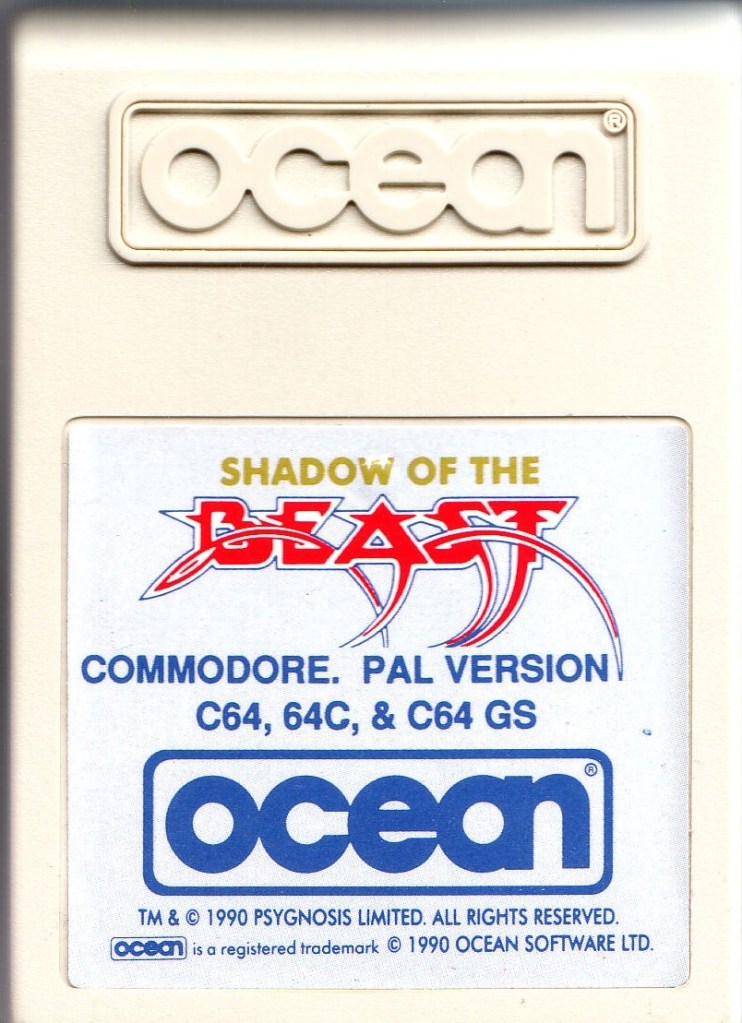 ocean®
SHADOW OF THE
BEAST
COMMODORE. PAL VERSION
C64, 64C, & C64 GS
ocean®
TM & © 1990 PSYGNOSIS LIMITED. ALL RIGHTS RESERVED.
ocean is a registered trademark © 1990 OCEAN SOFTWARE LTD.